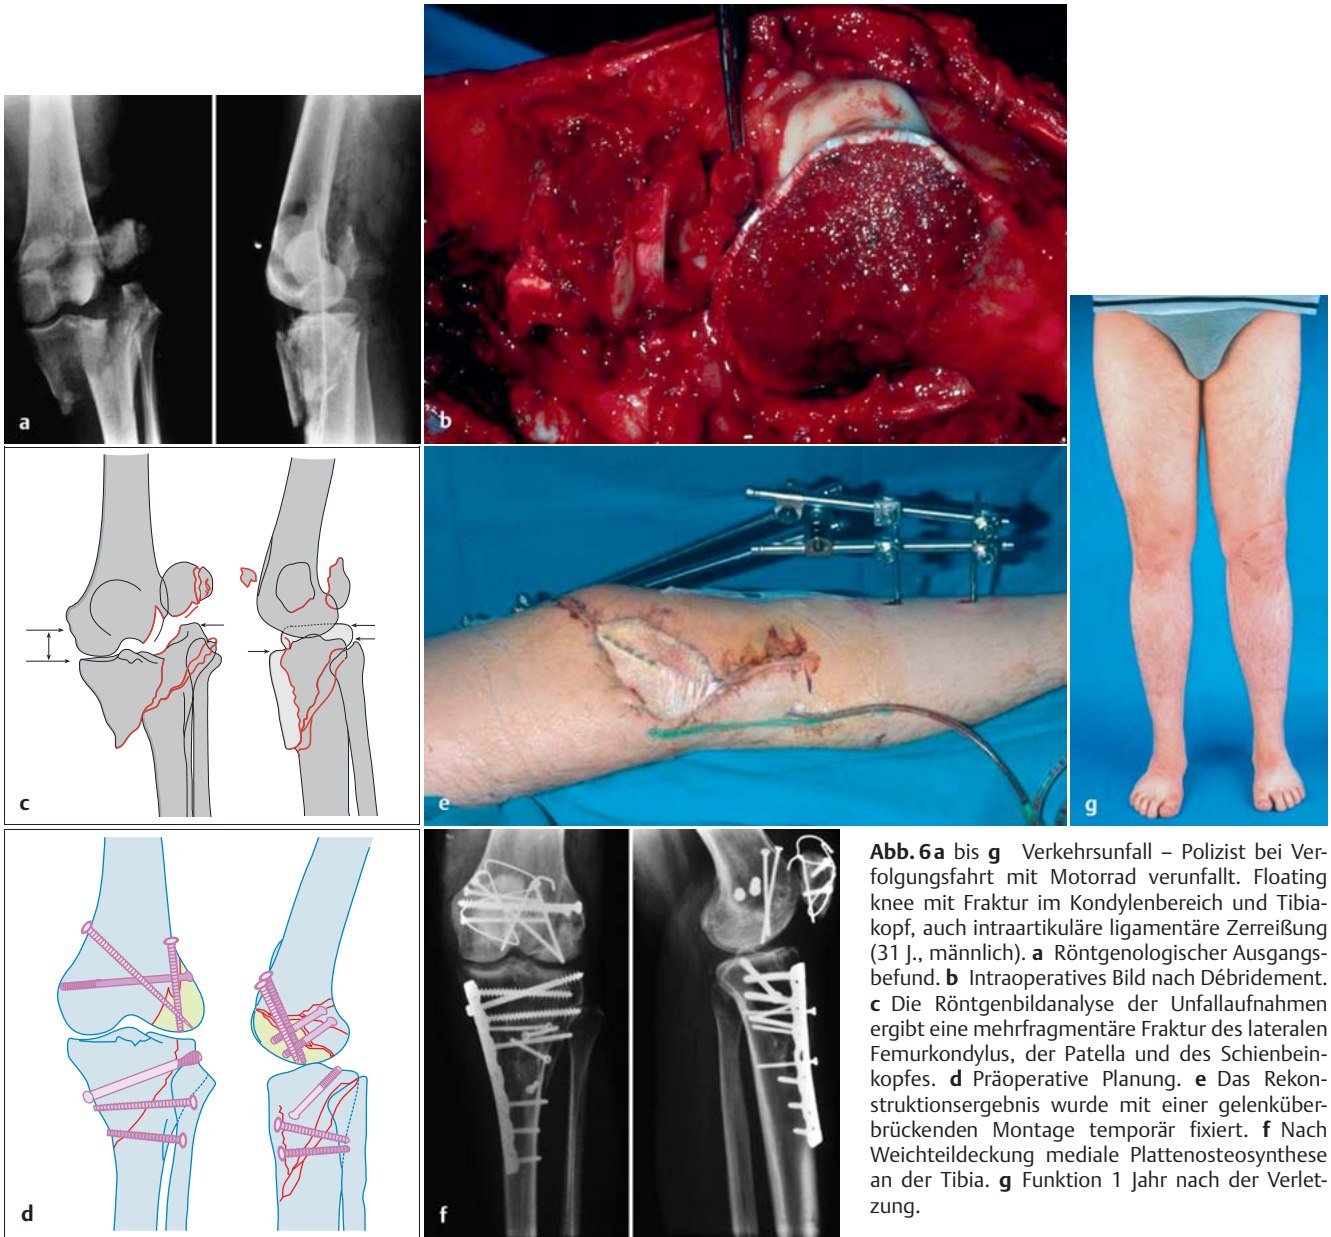 a
b
c
d
e
f
g
Abb. 6 a bis g Verkehrsunfall – Polizist bei Ver-
folgungsfahrt mit Motorrad verunfallt. Floating
knee mit Fraktur im Kondylenbereich und Tibia-
kopf, auch intraartikuläre ligamentäre Zerreißung
(31 J., männlich). a Röntgenologischer Ausgangs-
befund. b Intraoperatives Bild nach Débridement.
c Die Röntgenbildanalyse der Unfallaufnahmen
ergibt eine mehrfragmentäre Fraktur des lateralen
Femurkondylus, der Patella und des Schienbein-
kopfes. d Präoperative Planung. e Das Rekon-
struktionsergebnis wurde mit einer gelenküber-
brückenden Montage temporär fixiert. f Nach
Weichteildeckung mediale Plattenosteosynthese
an der Tibia. g Funktion 1 Jahr nach der Verlet-
zung.